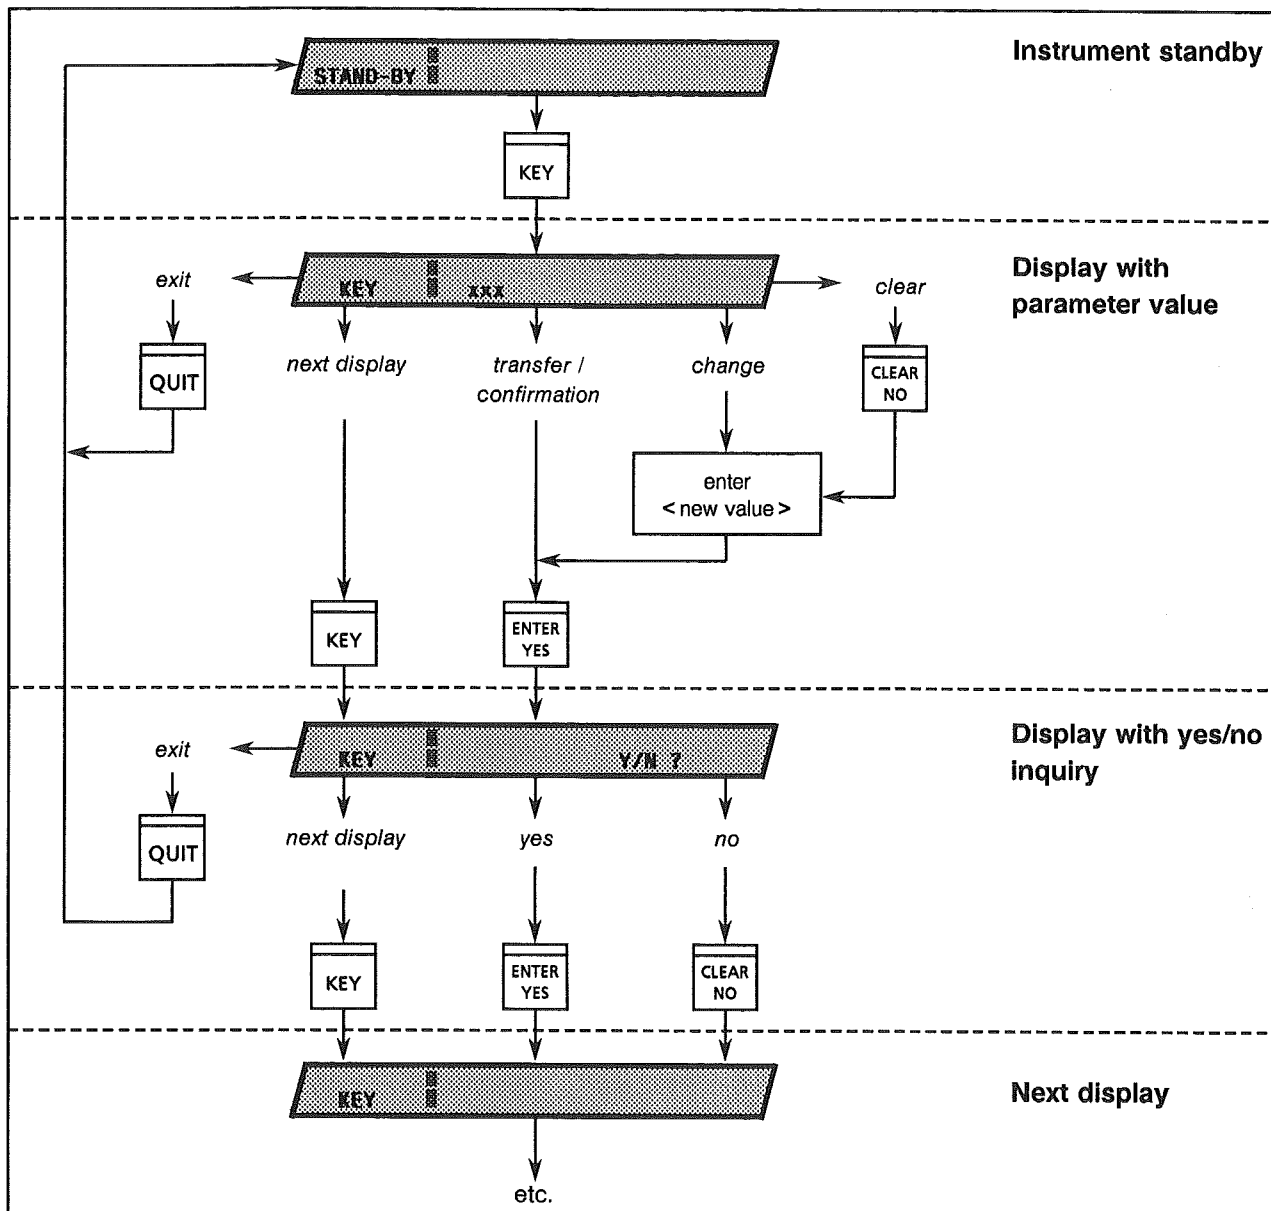 Instrument standby
STAND-BY
KEY
Display with
parameter value
exit
KEY
xxx
clear
QUIT
next display
transfer /
confirmation
change
CLEAR
NO
enter
< new value >
KEY
ENTER
YES
Display with yes/no
inquiry
exit
KEY
Y/N ?
QUIT
next display
yes
no
KEY
ENTER
YES
CLEAR
NO
Next display
KEY
etc.